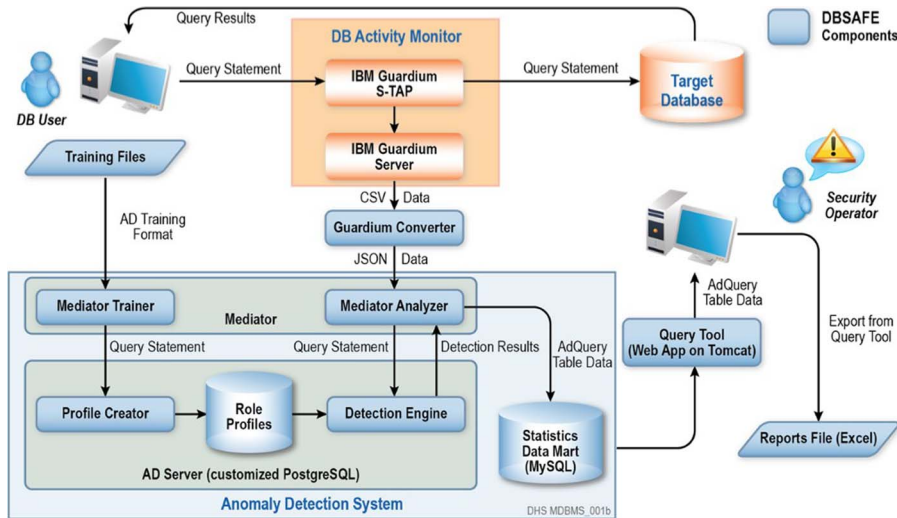 Query Results
DB Activity Monitor
DBSAFE
Components
Query Statement
IBM Guardium
S-TAP
Query Statement
Target
Database
DB User
Training Files
IBM Guardium
Server
CSV Data
Security
Operator
AD Training
Format
Guardium Converter
JSON Data
Mediator Trainer
Mediator
Mediator Analyzer
AdQuery
Table Data
Query Statement
Query Statement
Detection Results
AdQuery
Table Data
Query Tool
(Web App on Tomcat)
Export from
Query Tool
Profile Creator
Role
Profiles
Detection Engine
Statistics
Data Mart
(MySQL)
Reports File (Excel)
AD Server (customized PostgreSQL)
Anomaly Detection System
DHS MDBMS_001b